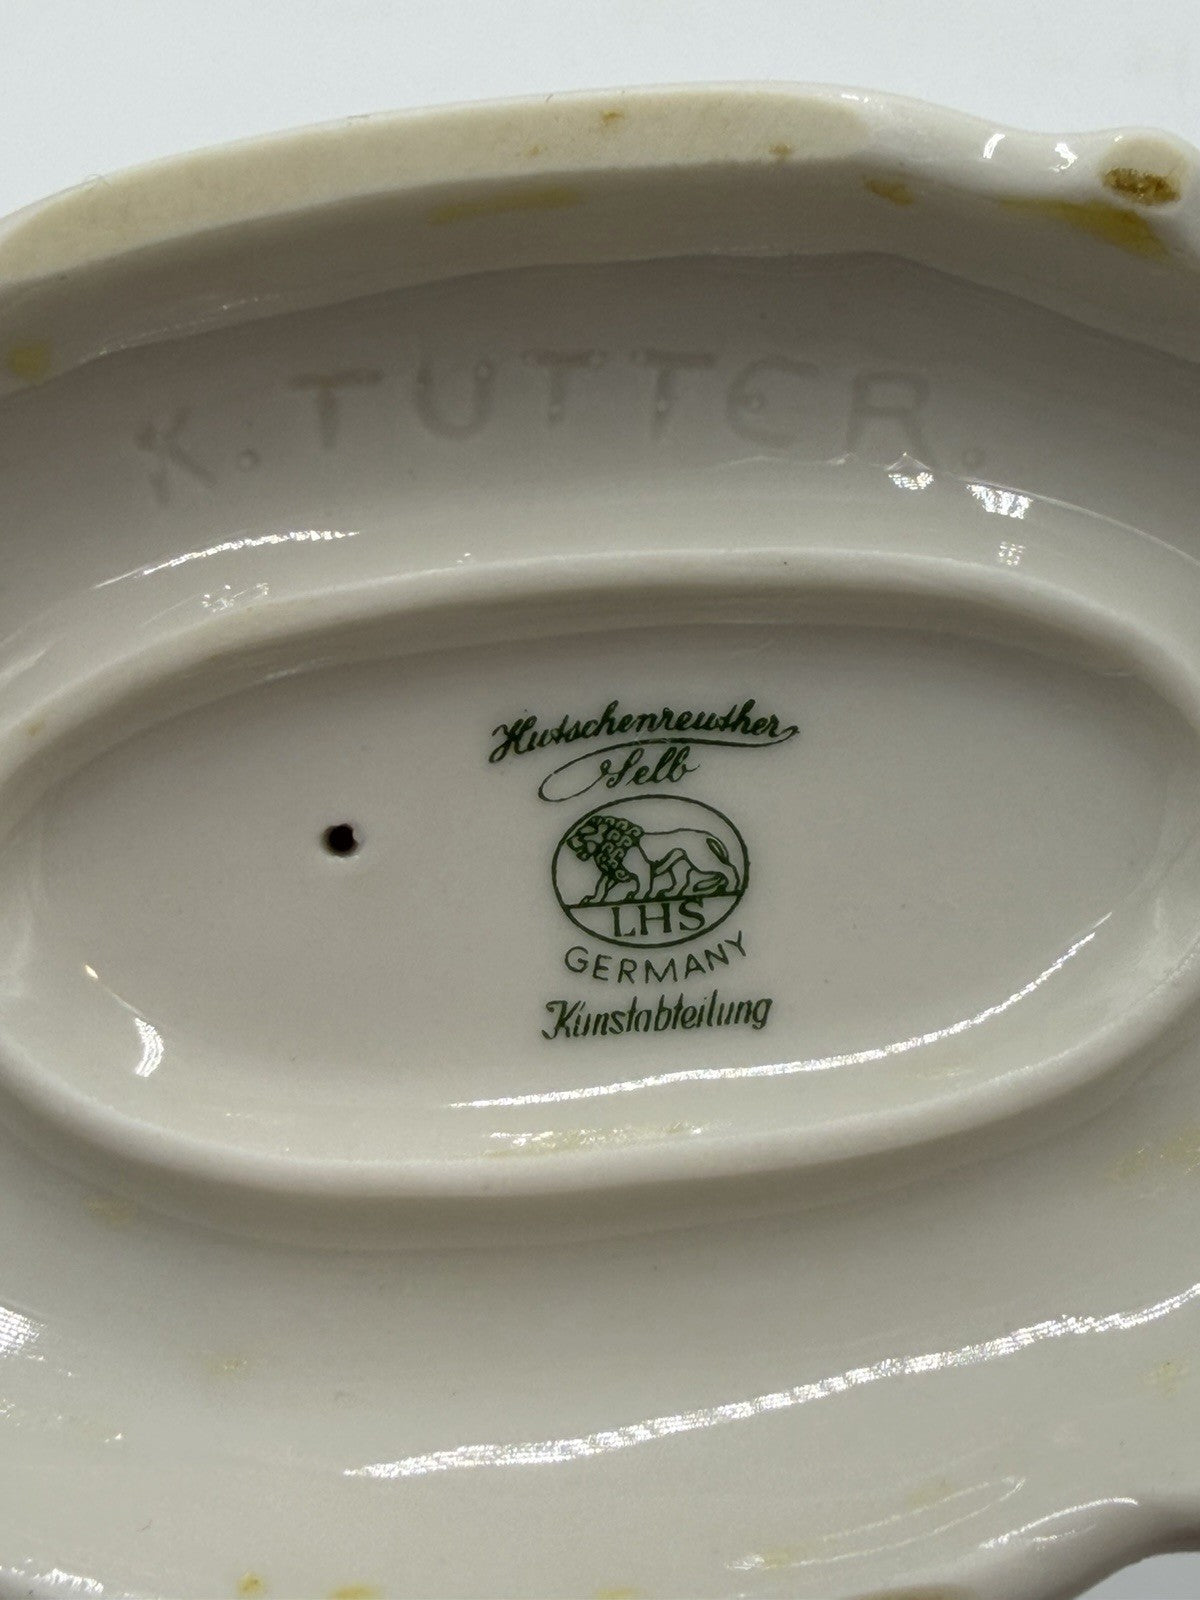 K. TUTTER.
Hutschenreuther
Selb
LHS
GERMANY
Kunstabteilung